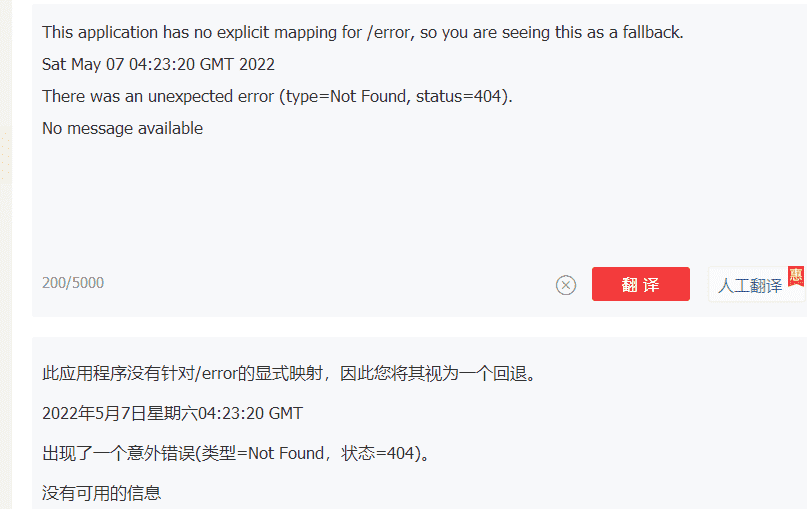 This application has no explicit mapping for /error, so you are seeing this as a fallback.
Sat May 07 04:23:20 GMT 2022
There was an unexpected error (type=Not Found, status=404).
No message available
200/5000
翻 译
人工翻译
惠
此应用程序没有针对/error的显式映射，因此您将其视为一个回退。
2022年5月7日星期六04:23:20 GMT
出现了一个意外错误(类型=Not Found，状态=404)。
没有可用的信息